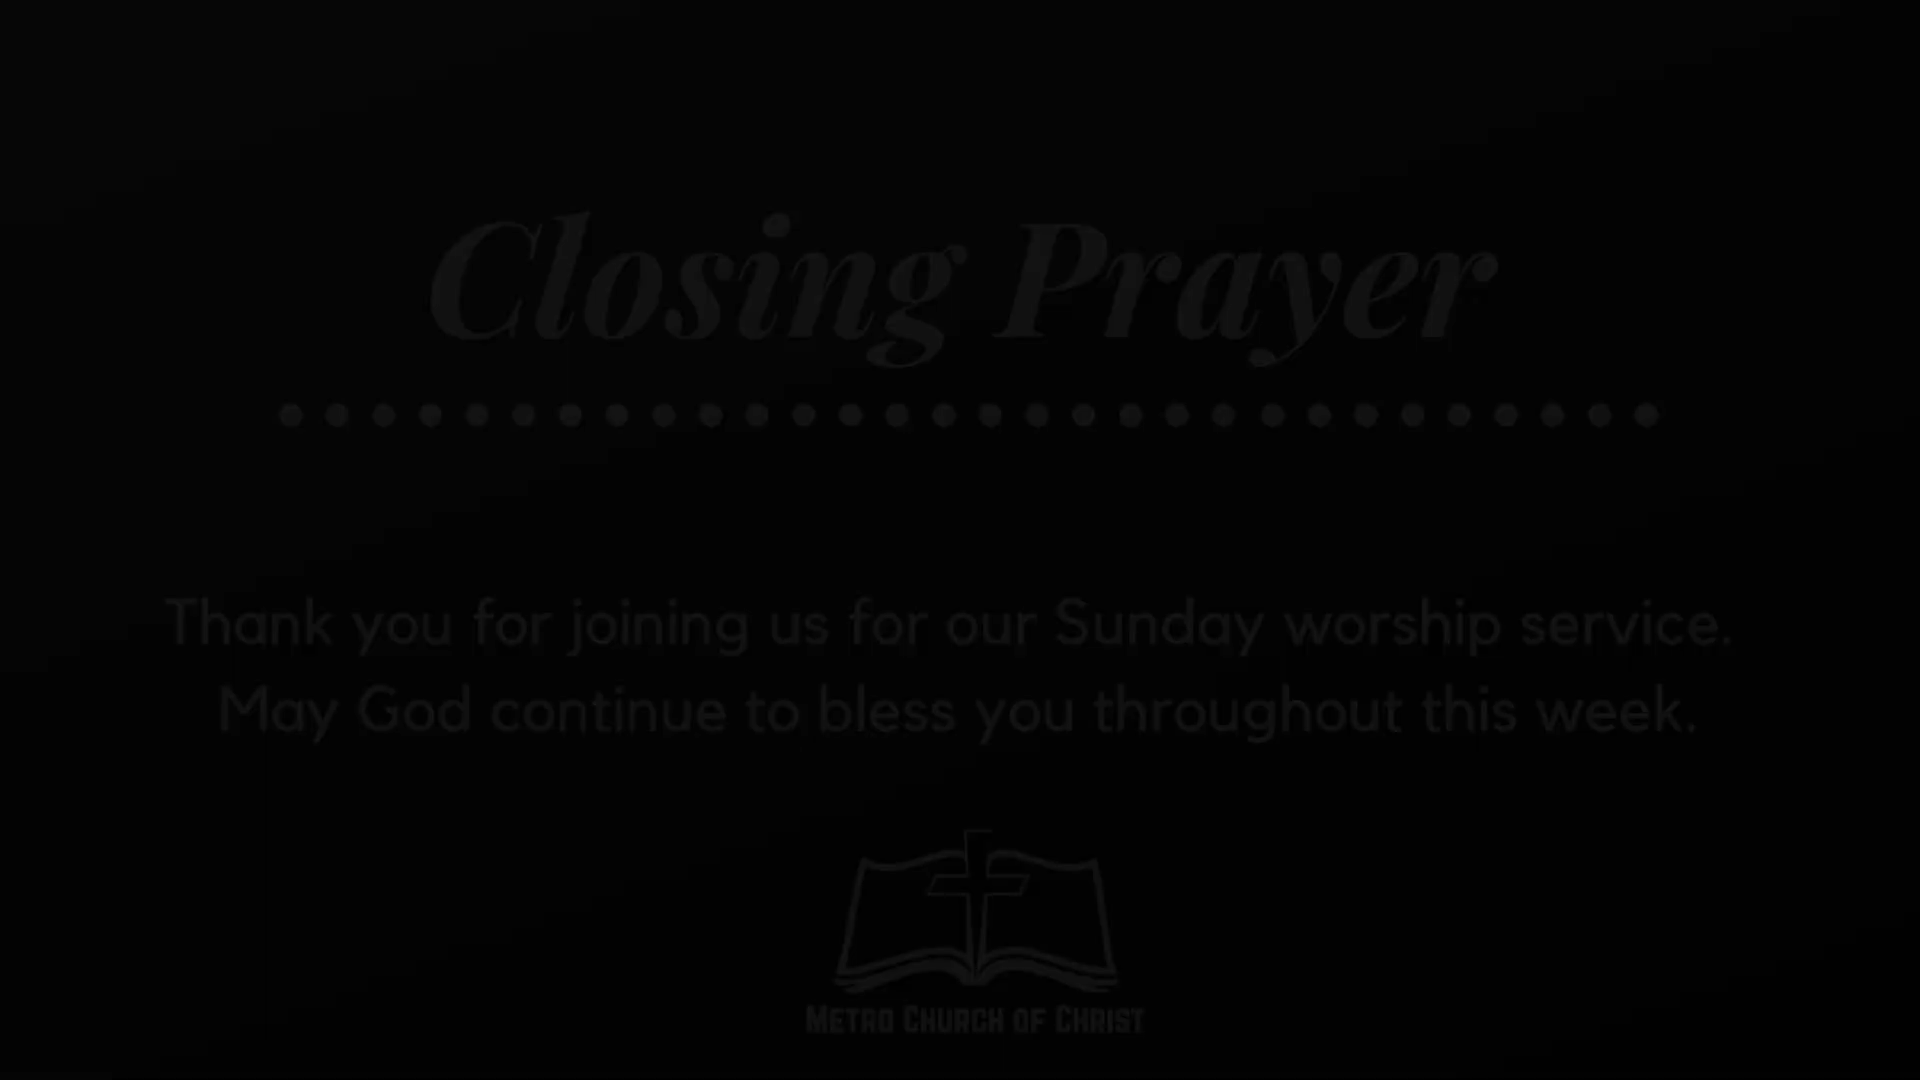 Closing Prayer
Thank you for joining us for our Sunday worship service.
May God continue to bless you throughout this week.
METRO CHURCH OF CHRIST